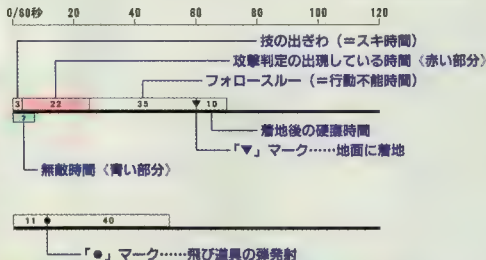 0/60秒 20 40 60 80 100 120
技の出ぎわ（＝スキ時間）
攻撃判定の出現している時間〈赤い部分〉
フォロースルー（＝行動不能時間）
3 22 35 ▼ 10
7
着地後の硬直時間
「▼」マーク……地面に着地
無敵時間〈青い部分〉
11 ● 40
「●」マーク……飛び道具の弾発射